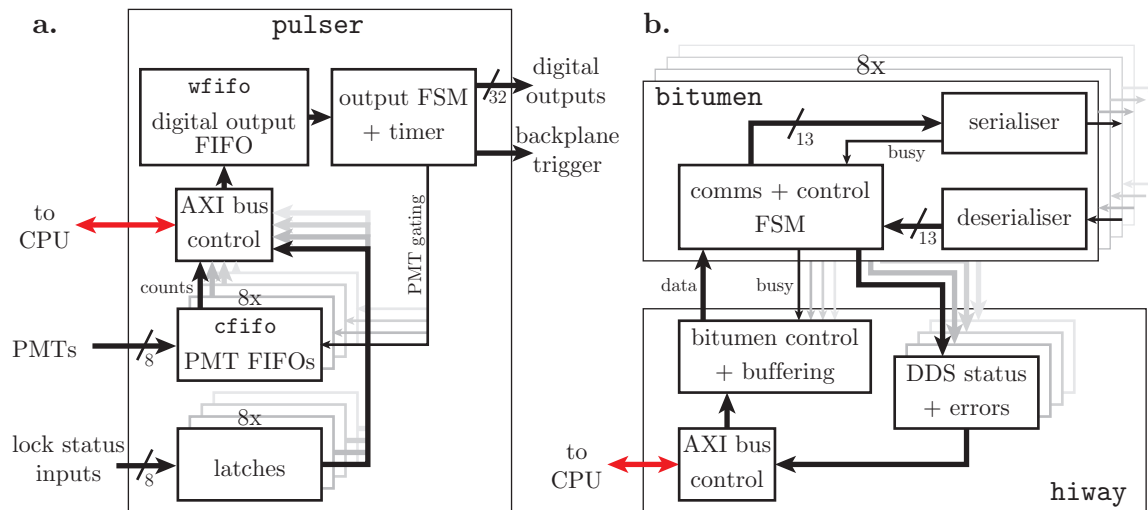 a.
pulser
wfifo
digital output
FIFO
output FSM
+ timer
32
digital
outputs
backplane
trigger
to
CPU
AXI bus
control
PMT gating
counts
8x
cfifo
PMT FIFOs
PMTs
8
8x
latches
lock status
inputs
8
b.
8x
bitumen
serialiser
13
busy
comms + control
FSM
deserialiser
13
data
busy
bitumen control
+ buffering
DDS status
+ errors
to
CPU
AXI bus
control
hiway